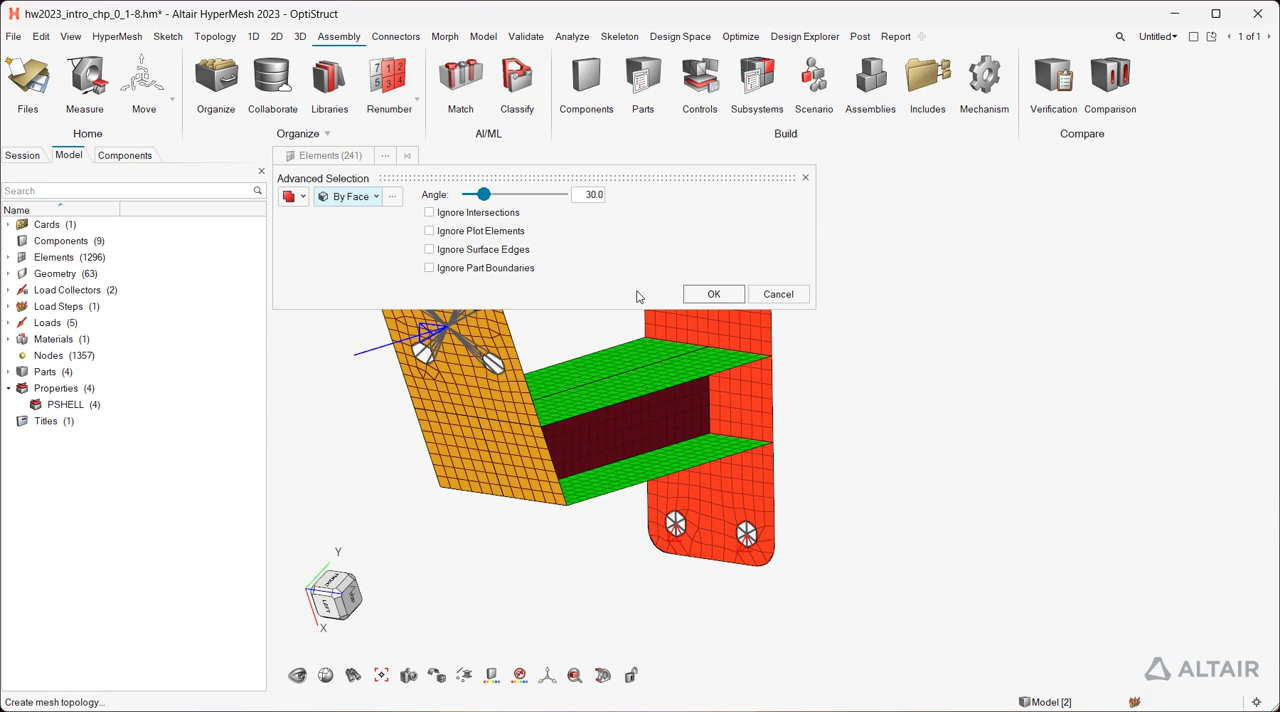 hw2023_intro_chp_0_1-8.hm* - Altair HyperMesh 2023 - OptiStruct
File Edit View HyperMesh Sketch Topology 1D 2D 3D Assembly Connectors Morph Model Validate Analyze Skeleton Design Space Optimize Design Explorer Post Report Untitled 1 of 1
Files Measure Move Organize Collaborate Libraries Renumber Match Classify Components Parts Controls Subsystems Scenario Assemblies Includes Mechanism Verification Comparison
Home Organize AI/ML Build Compare
Session Model Components Elements (241)
Advanced Selection
By Face Angle: 30.0
Ignore Intersections
Ignore Plot Elements
Ignore Surface Edges
Ignore Part Boundaries
OK Cancel
Search
Name
Cards (1)
Components (9)
Elements (1296)
Geometry (63)
Load Collectors (2)
Load Steps (1)
Loads (5)
Materials (1)
Nodes (1357)
Parts (4)
Properties (4)
PSHELL (4)
Titles (1)
Y
LEFT
X
ALTAIR
Create mesh topology... Model [2]